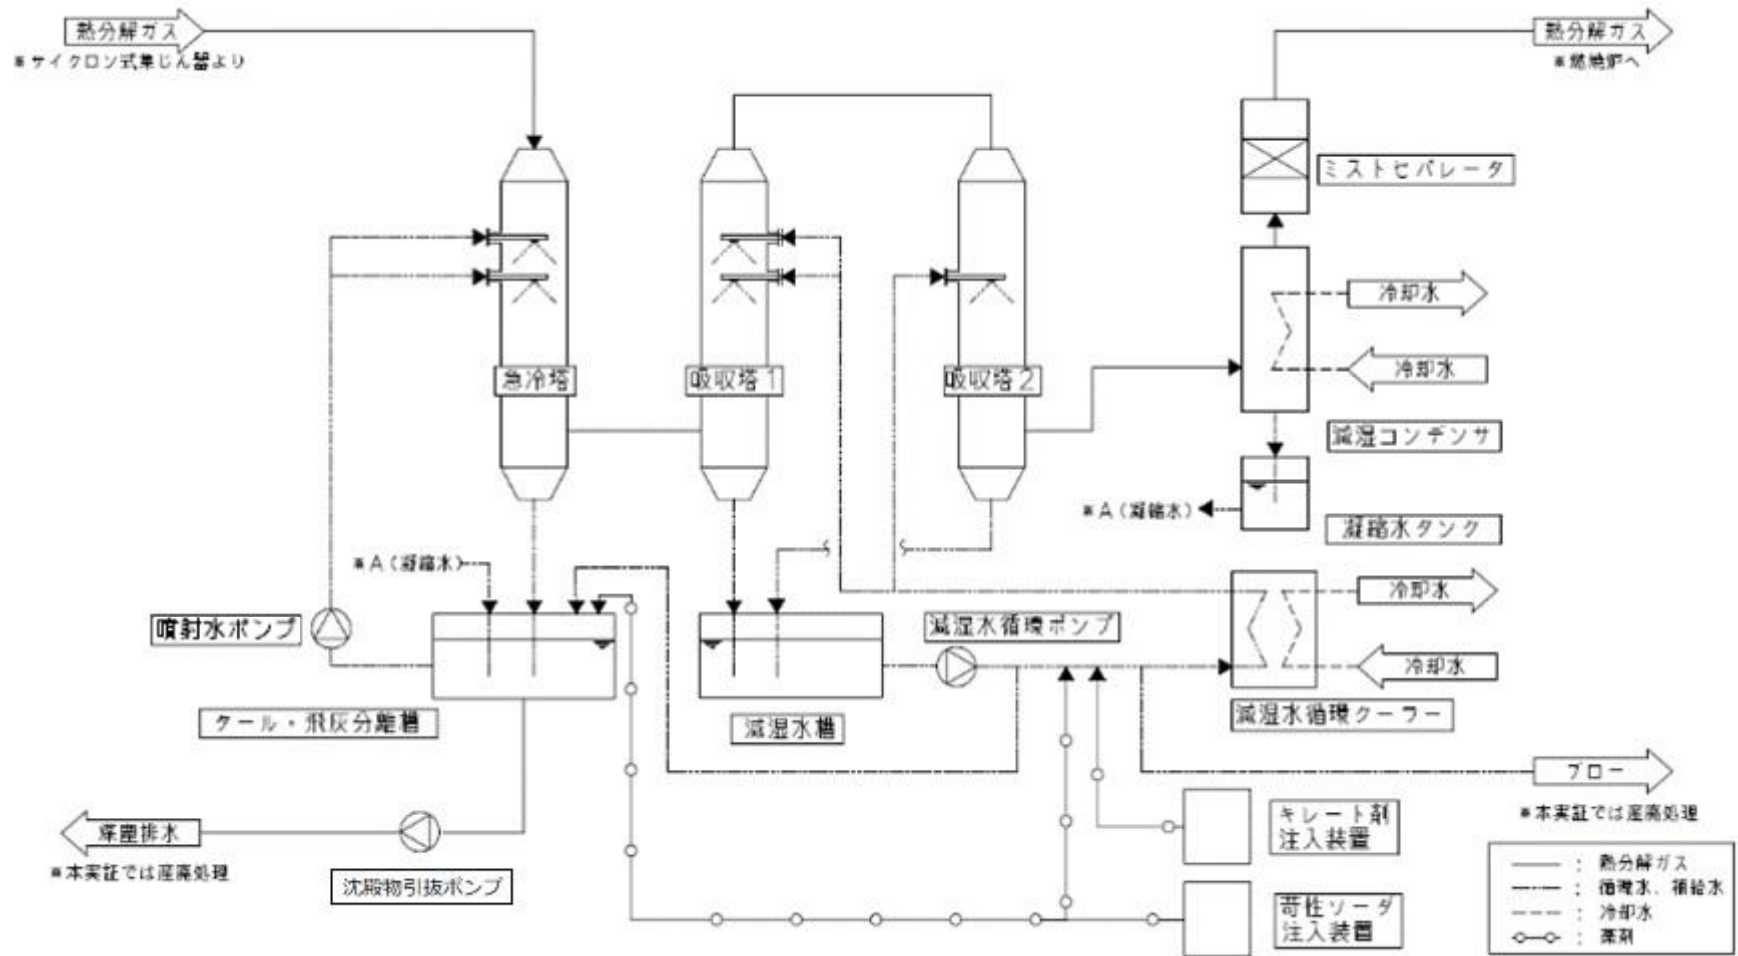 熱分解ガス
※サイクロン式集じん器より
熱分解ガス
※燃焼炉へ
ミストセパレータ
冷却水
冷却水
急冷塔
吸収塔1
吸収塔2
減湿コンデンサ
※A(凝縮水)
凝縮水タンク
※A(凝縮水)
冷却水
噴射水ポンプ
減湿水循環ポンプ
冷却水
タール・飛灰分離槽
減湿水槽
減湿水循環クーラー
ブロー
※本実証では産廃処理
煤塵排水
※本実証では産廃処理
沈殿物引抜ポンプ
キレート剤
注入装置
苛性ソーダ
注入装置
: 熱分解ガス
: 循環水、補給水
: 冷却水
: 薬剤